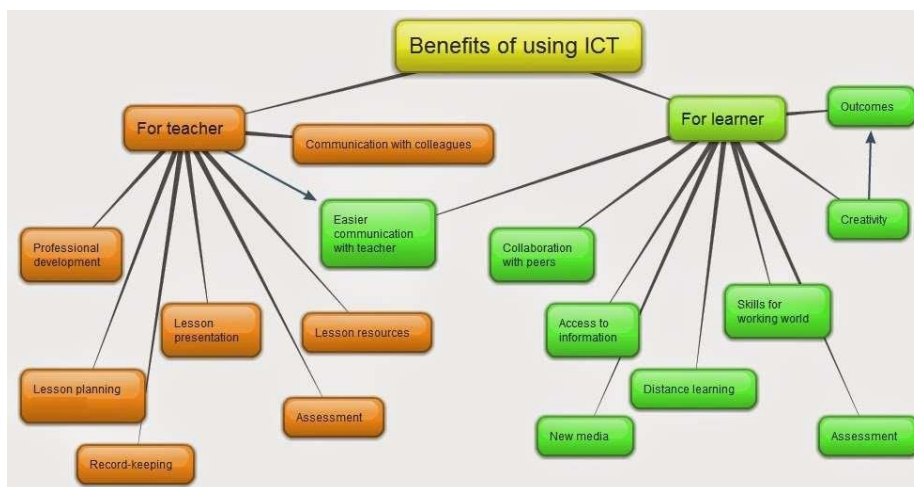 Benefits of using ICT
For teacher
For learner
Outcomes
Communication with colleagues
Easier
communication
with teacher
Creativity
Professional
development
Collaboration
with peers
Lesson
presentation
Lesson resources
Access to
information
Skills for
working world
Lesson planning
Distance learning
Assessment
New media
Assessment
Record-keeping